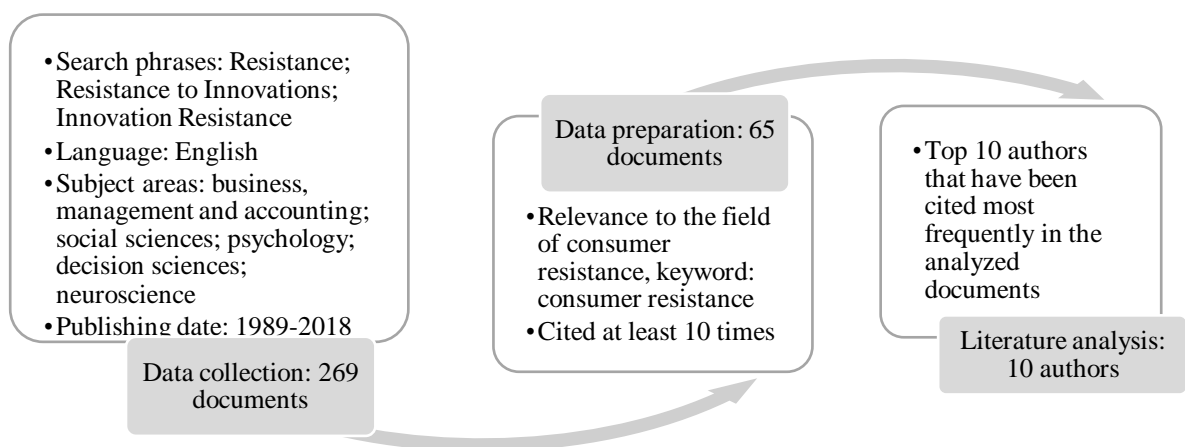 •Search phrases: Resistance;
Resistance to Innovations;
Innovation Resistance
•Language: English
•Subject areas: business,
management and accounting;
social sciences; psychology;
decision sciences;
neuroscience
•Publishing date: 1989-2018
Data collection: 269
documents
Data preparation: 65
documents
•Relevance to the field
of consumer
resistance, keyword:
consumer resistance
•Cited at least 10 times
•Top 10 authors
that have been
cited most
frequently in the
analyzed
documents
Literature analysis:
10 authors